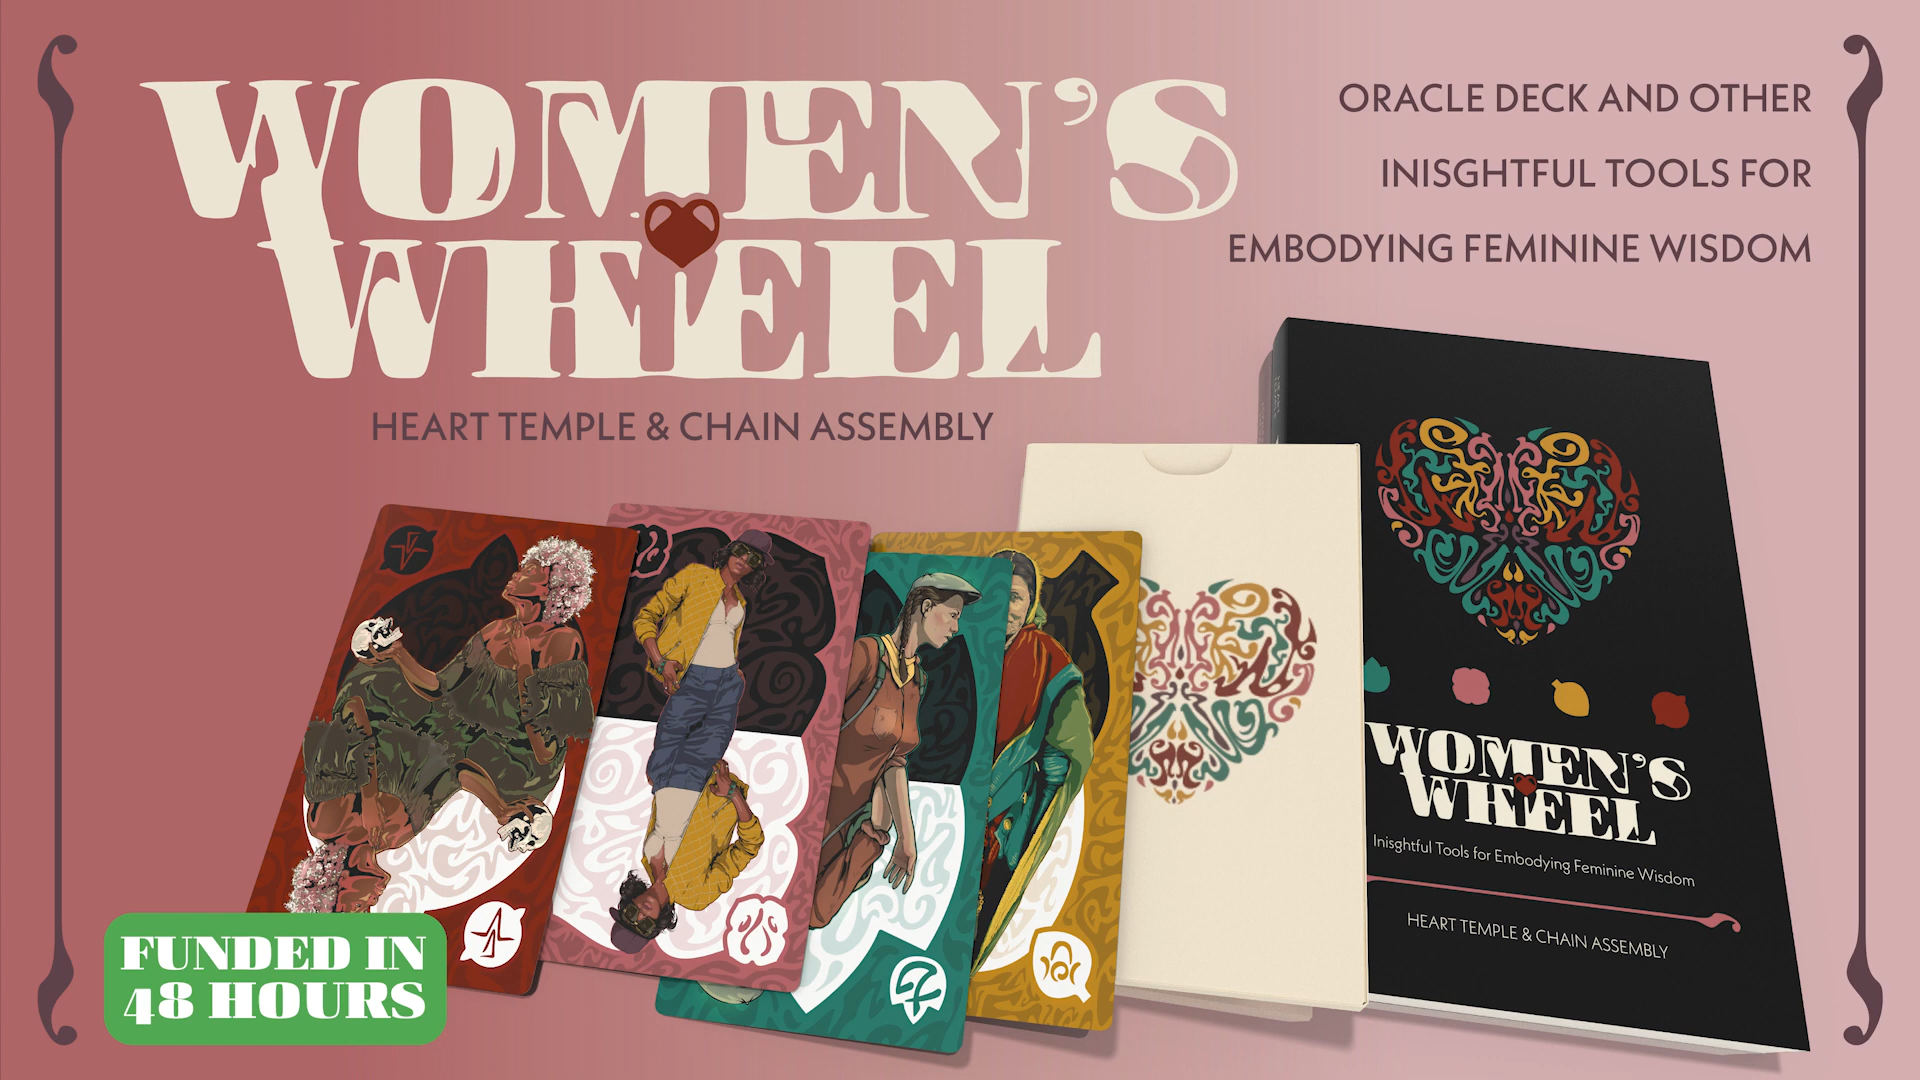 WOMEN'S
WHEEL
HEART TEMPLE & CHAIN ASSEMBLY
ORACLE DECK AND OTHER
INISGHTFUL TOOLS FOR
EMBODYING FEMININE WISDOM
WOMEN'S
WHEEL
Inisghtful Tools for Embodying Feminine Wisdom
HEART TEMPLE & CHAIN ASSEMBLY
FUNDED IN
48 HOURS